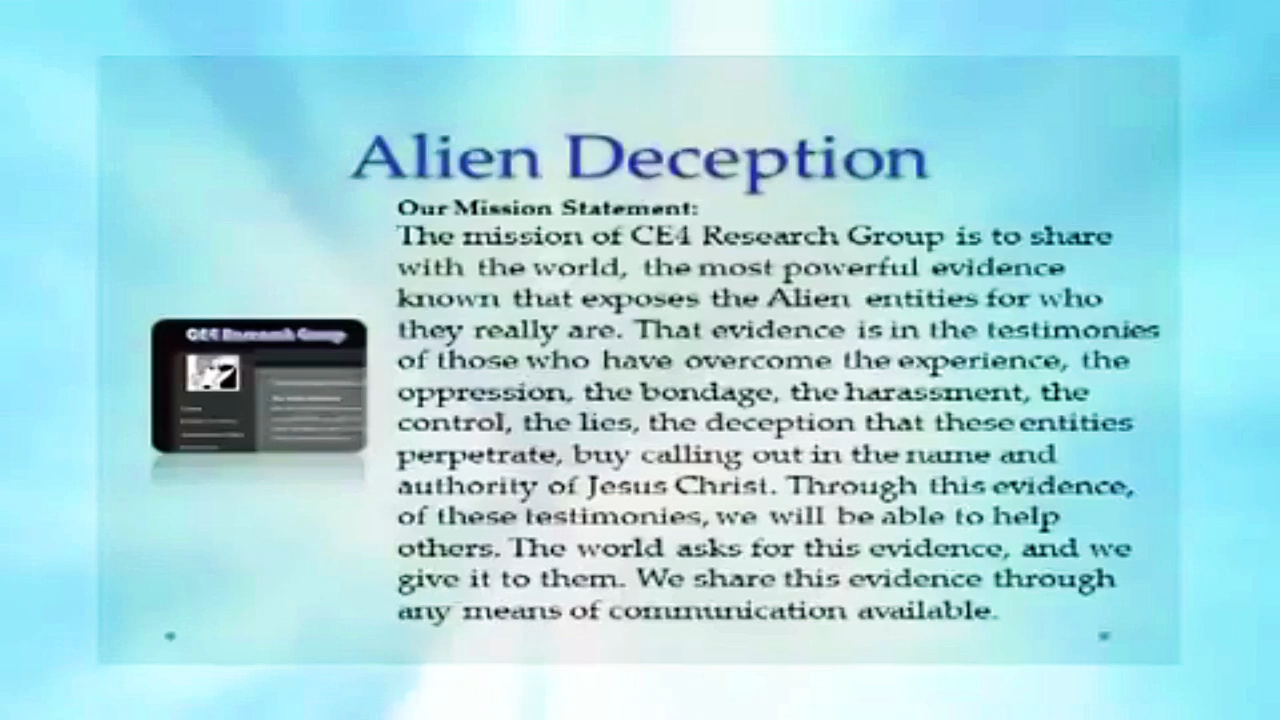 Alien Deception
Our Mission Statement:
The mission of CE4 Research Group is to share
with the world, the most powerful evidence
known that exposes the Alien entities for who
they really are. That evidence is in the testimonies
of those who have overcome the experience, the
oppression, the bondage, the harassment, the
control, the lies, the deception that these entities
perpetrate, buy calling out in the name and
authority of Jesus Christ. Through this evidence,
of these testimonies, we will be able to help
others. The world asks for this evidence, and we
give it to them. We share this evidence through
any means of communication available.
CE4 Research Group